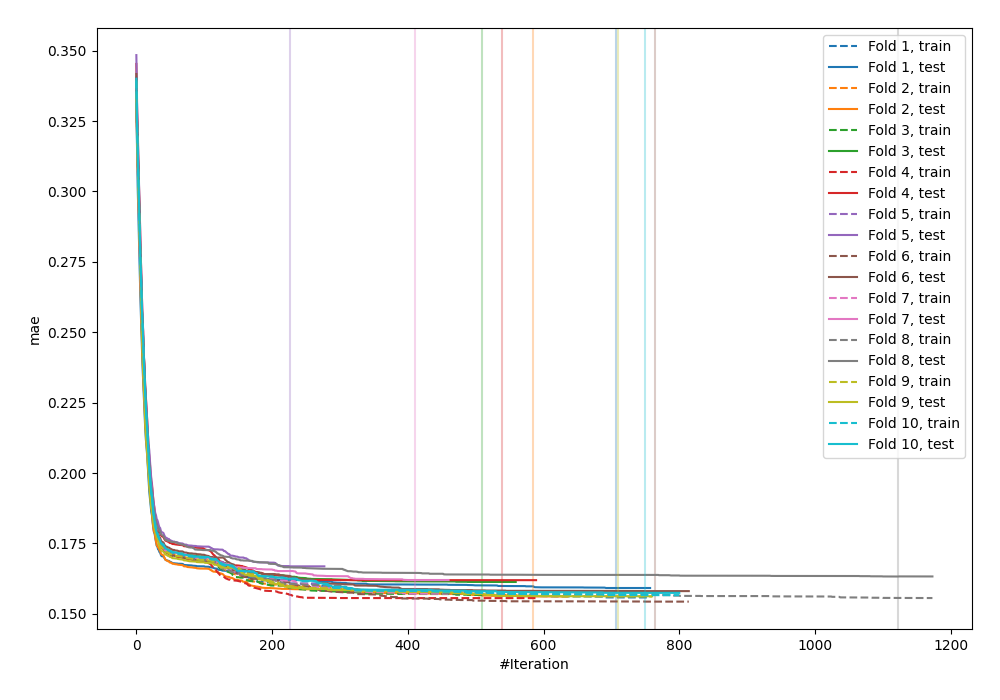 0.350
0.325
0.300
0.275
0.250
0.225
0.200
0.175
0.150
mae
0
200
400
600
800
1000
1200
#Iteration
Fold 1, train
Fold 1, test
Fold 2, train
Fold 2, test
Fold 3, train
Fold 3, test
Fold 4, train
Fold 4, test
Fold 5, train
Fold 5, test
Fold 6, train
Fold 6, test
Fold 7, train
Fold 7, test
Fold 8, train
Fold 8, test
Fold 9, train
Fold 9, test
Fold 10, train
Fold 10, test